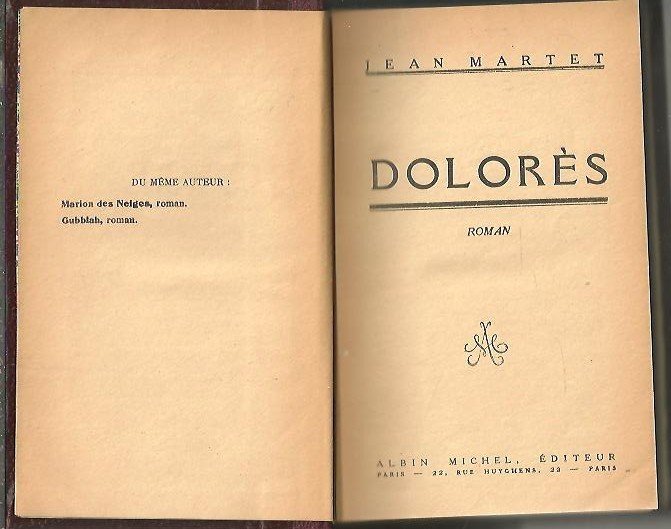 DU MÊME AUTEUR :
Marion des Neiges, roman.
Gubbiah, roman.
JEAN MARTET
DOLORÈS
ROMAN
AM
ALBIN MICHEL, ÉDITEUR
PARIS — 22, RUE HUYGHENS, 22 — PARIS